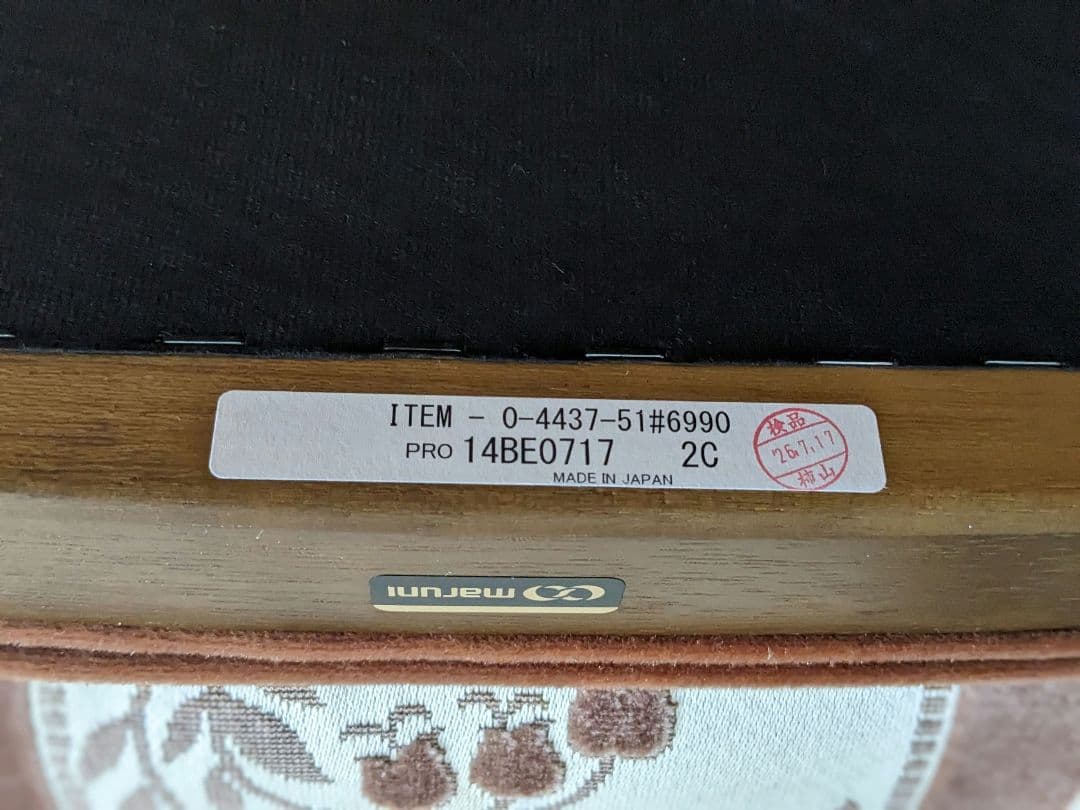 ITEM - 0-4437-51#6990
PRO 14BE0717 2C
MADE IN JAPAN
検品
'26.7.17
柿山
maruni